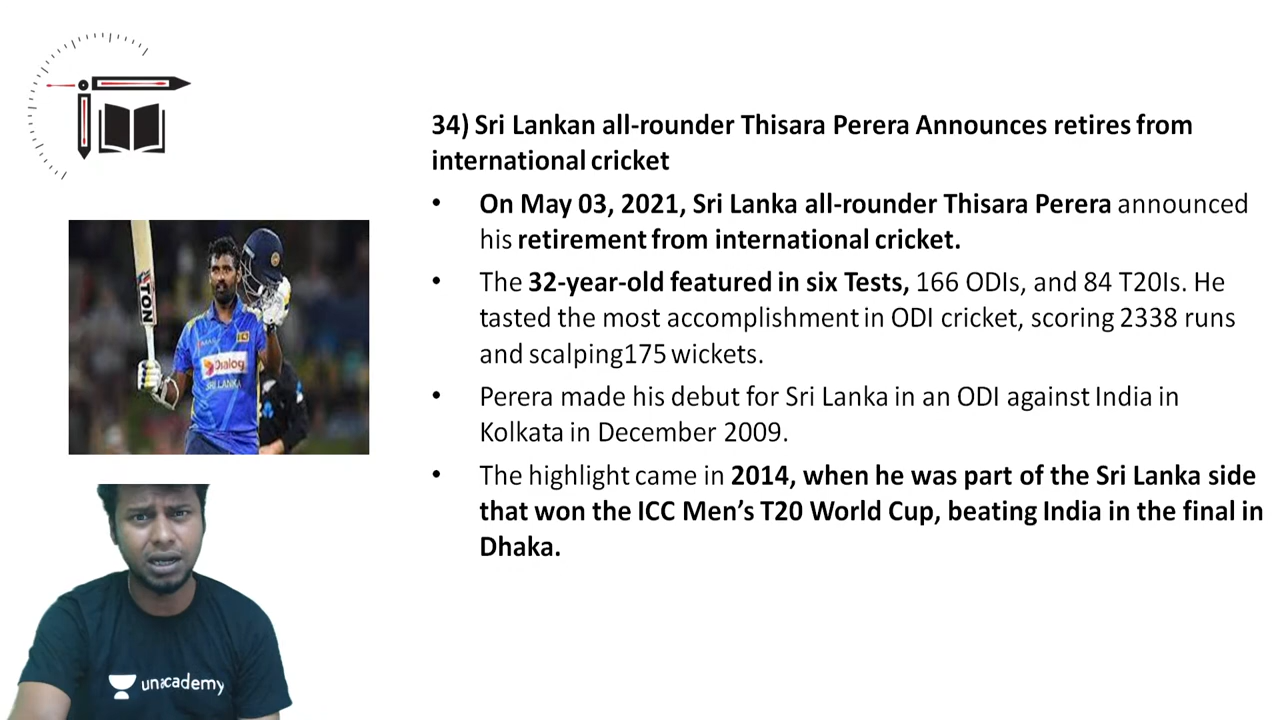 34) Sri Lankan all-rounder Thisara Perera Announces retires from
international cricket
• On May 03, 2021, Sri Lanka all-rounder Thisara Perera announced
his retirement from international cricket.
• The 32-year-old featured in six Tests, 166 ODIs, and 84 T20Is. He
tasted the most accomplishment in ODI cricket, scoring 2338 runs
and scalping175 wickets.
• Perera made his debut for Sri Lanka in an ODI against India in
Kolkata in December 2009.
• The highlight came in 2014, when he was part of the Sri Lanka side
that won the ICC Men’s T20 World Cup, beating India in the final in
Dhaka.
TON
Dialog
SRI LANKA
unacademy